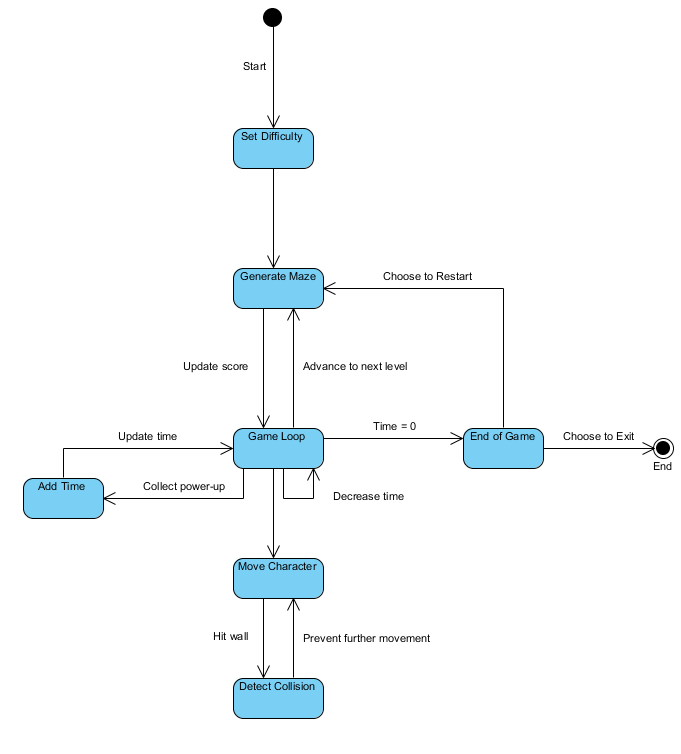 Start
Set Difficulty
Generate Maze
Choose to Restart
Update score
Advance to next level
Time = 0
Update time
Game Loop
End of Game
Choose to Exit
End
Add Time
Collect power-up
Decrease time
Move Character
Hit wall
Prevent further movement
Detect Collision